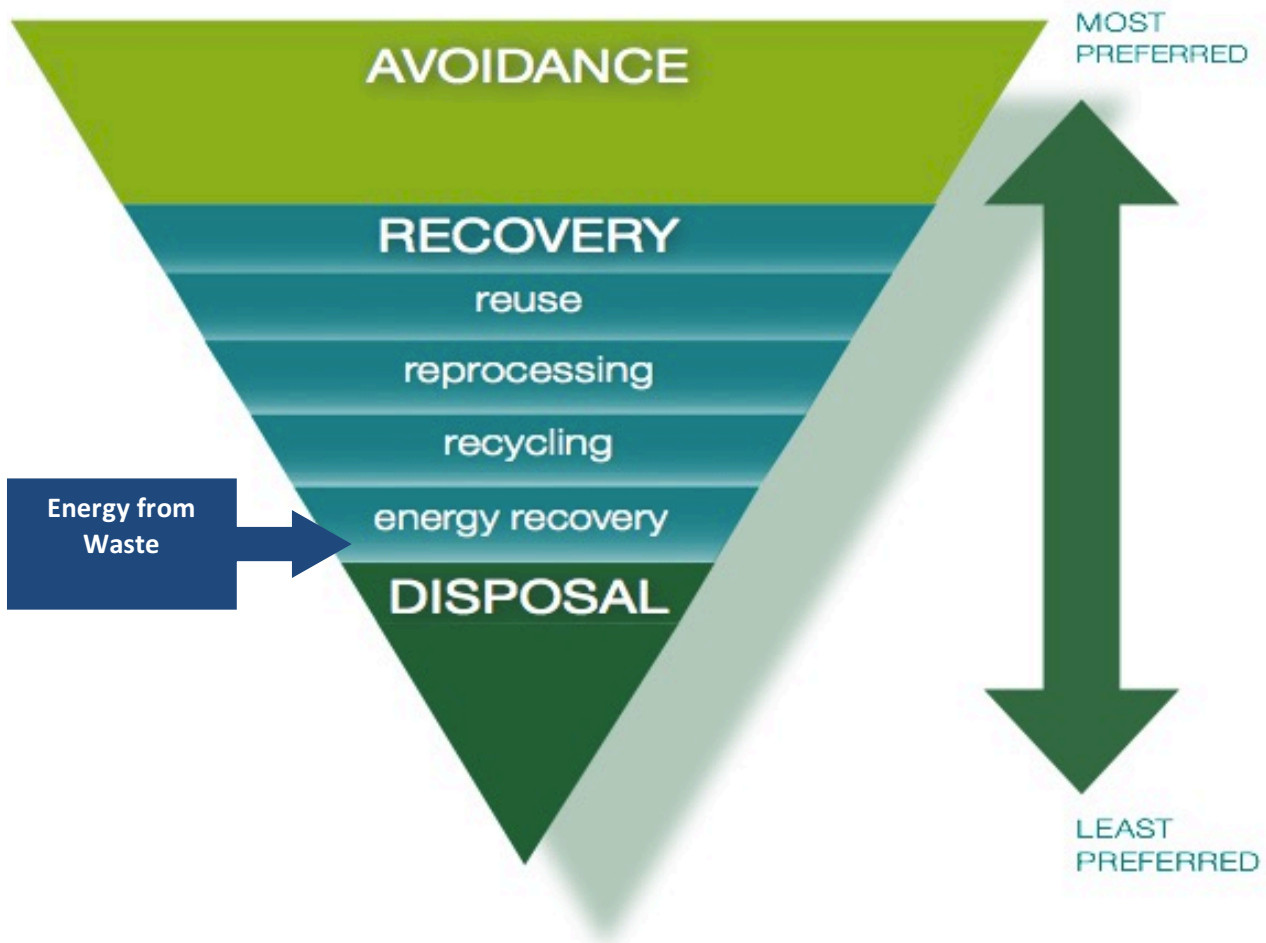 AVOIDANCE
MOST
PREFERRED
RECOVERY
reuse
reprocessing
recycling
Energy from
Waste
energy recovery
DISPOSAL
LEAST
PREFERRED